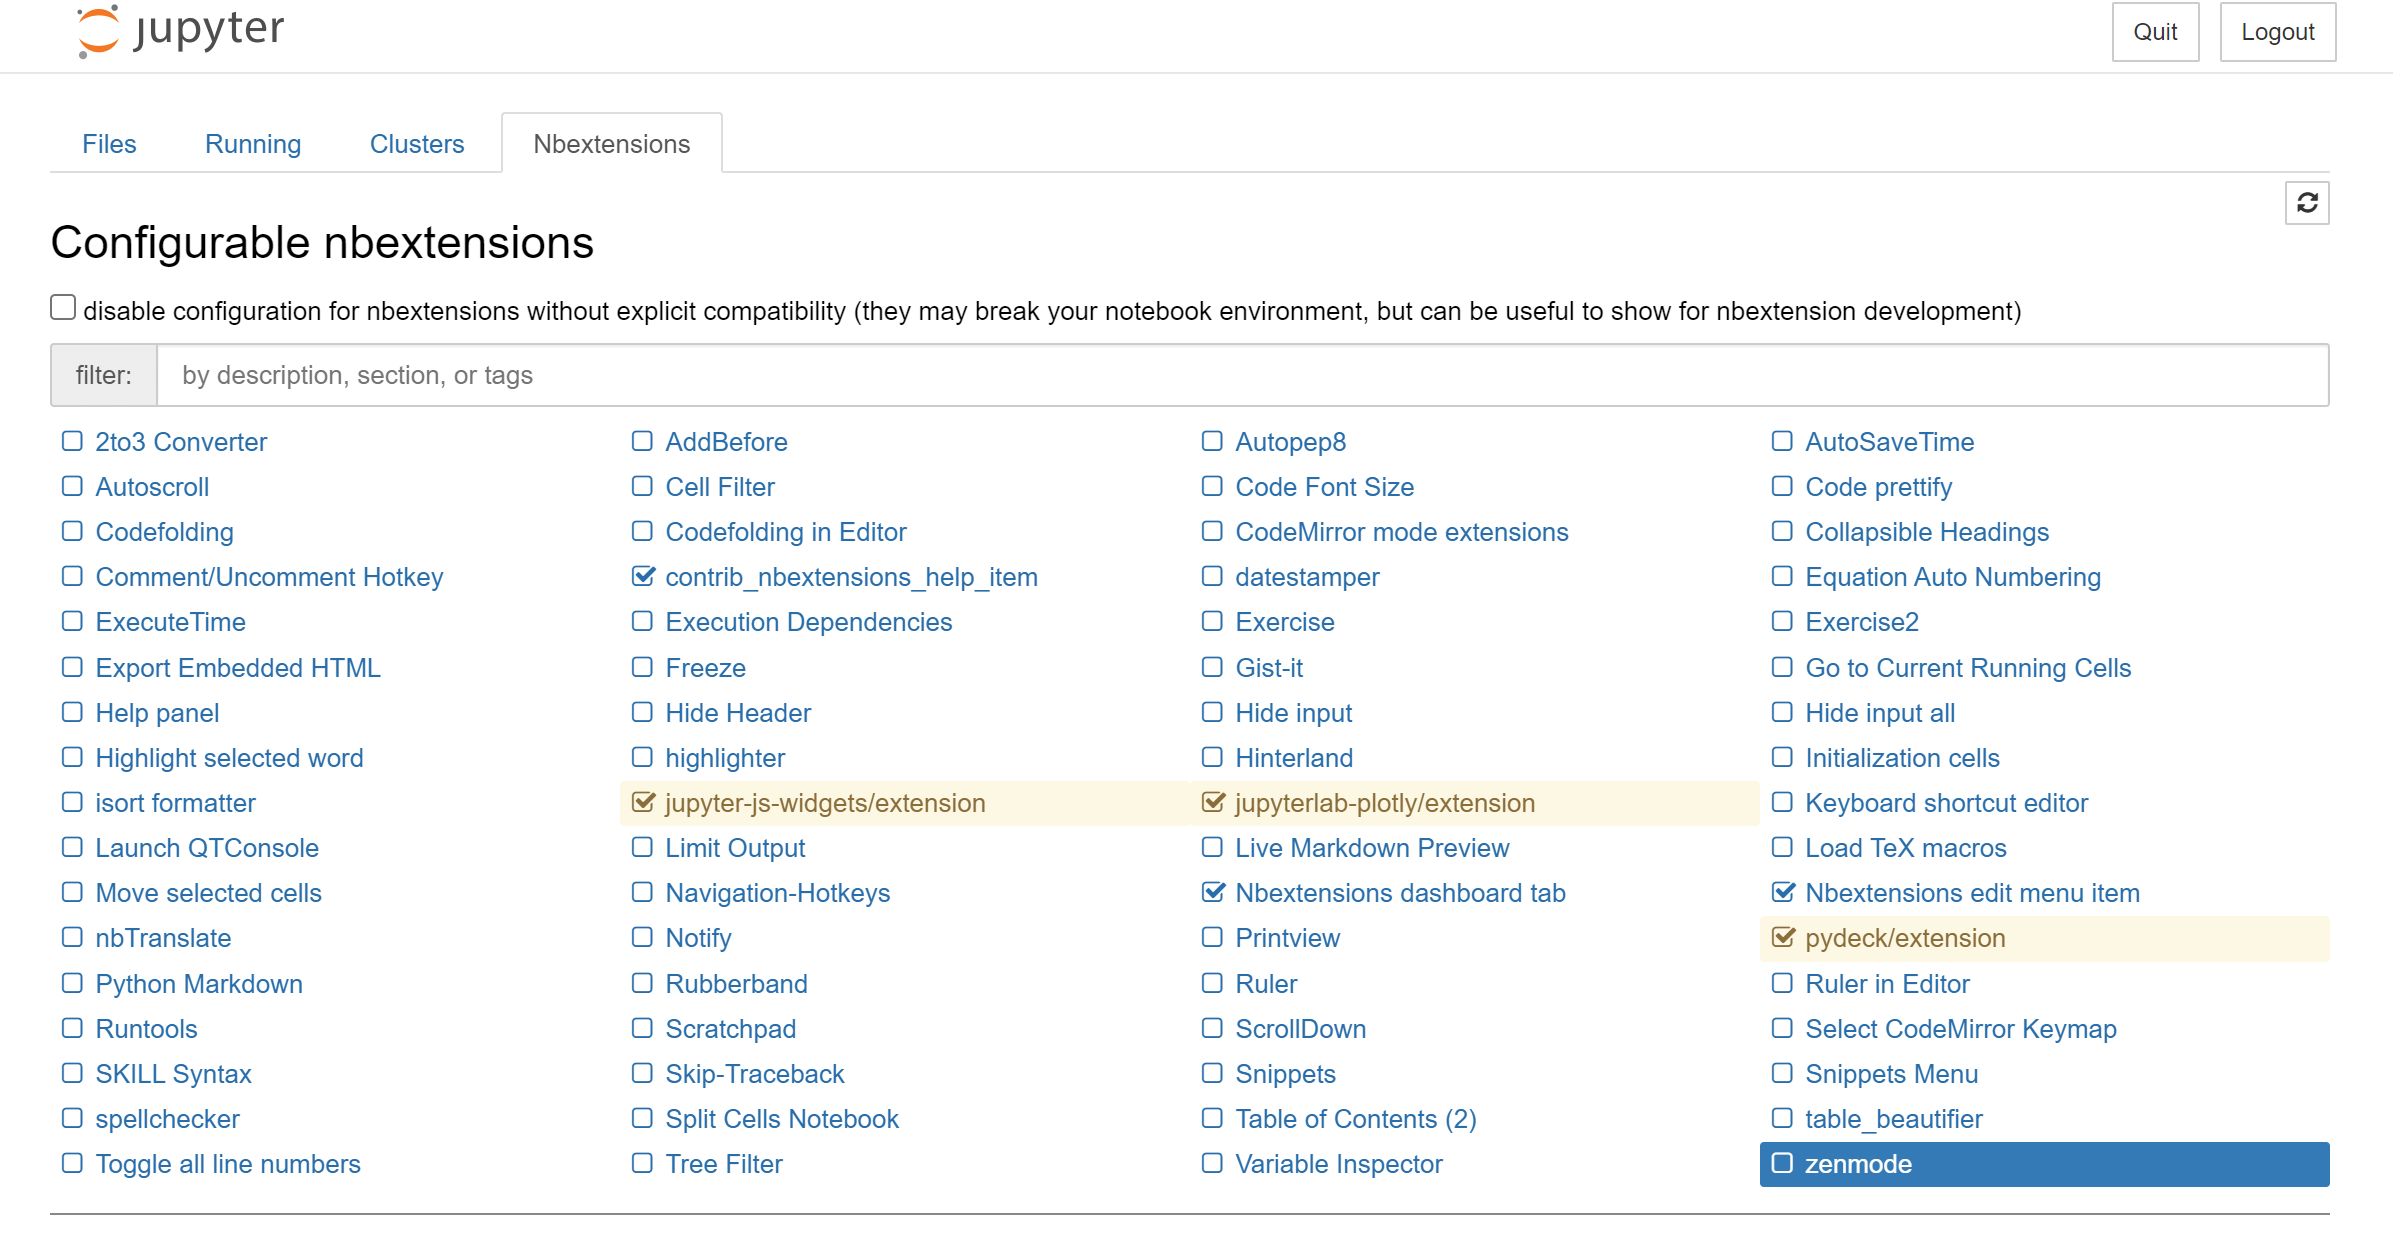 jupyter
Quit Logout
Files Running Clusters Nbextensions
Configurable nbextensions
disable configuration for nbextensions without explicit compatibility (they may break your notebook environment, but can be useful to show for nbextension development)
filter: by description, section, or tags
2to3 Converter AddBefore Autopep8 AutoSaveTime
Autoscroll Cell Filter Code Font Size Code prettify
Codefolding Codefolding in Editor CodeMirror mode extensions Collapsible Headings
Comment/Uncomment Hotkey contrib_nbextensions_help_item datestamper Equation Auto Numbering
ExecuteTime Execution Dependencies Exercise Exercise2
Export Embedded HTML Freeze Gist-it Go to Current Running Cells
Help panel Hide Header Hide input Hide input all
Highlight selected word highlighter Hinterland Initialization cells
isort formatter jupyter-js-widgets/extension jupyterlab-plotly/extension Keyboard shortcut editor
Launch QTConsole Limit Output Live Markdown Preview Load TeX macros
Move selected cells Navigation-Hotkeys Nbextensions dashboard tab Nbextensions edit menu item
nbTranslate Notify Printview pydeck/extension
Python Markdown Rubberband Ruler Ruler in Editor
Runtools Scratchpad ScrollDown Select CodeMirror Keymap
SKILL Syntax Skip-Traceback Snippets Snippets Menu
spellchecker Split Cells Notebook Table of Contents (2) table_beautifier
Toggle all line numbers Tree Filter Variable Inspector zenmode